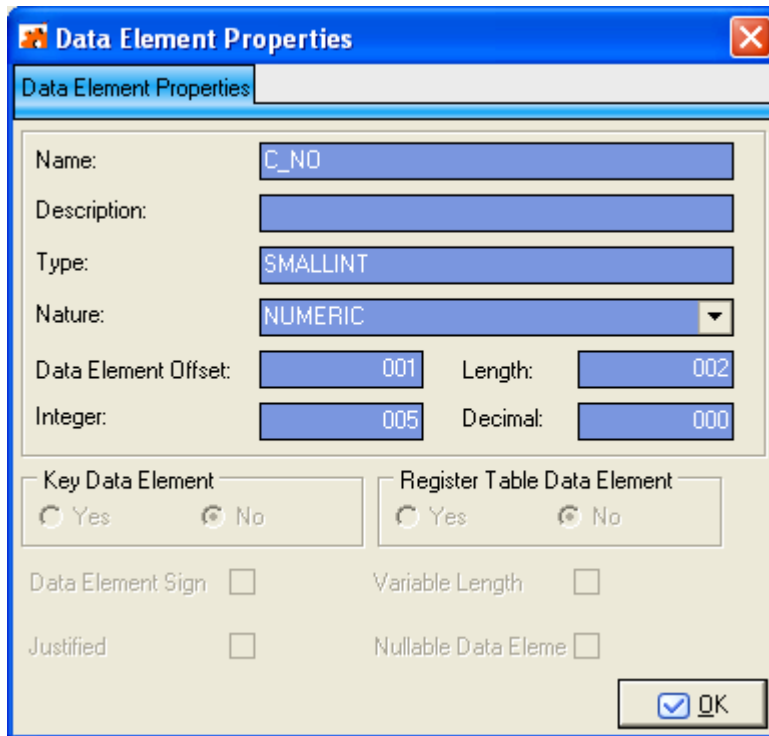 Data Element Properties
Data Element Properties
Name: C_NO
Description:
Type: SMALLINT
Nature: NUMERIC
Data Element Offset: 001 Length: 002
Integer: 005 Decimal: 000
Key Data Element Register Table Data Element
Yes No Yes No
Data Element Sign Variable Length
Justified Nullable Data Eleme
OK